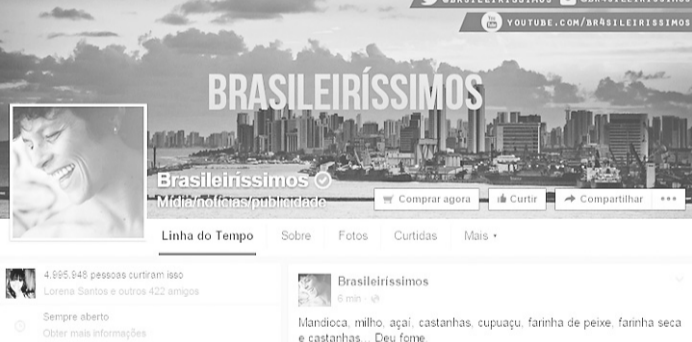 YOUTUBE.COM/BR4SILEIRISSIMOS
BRASILEIRÍSSIMOS
Brasileiríssimos
Mídia/notícias/publicidade
Comprar agora
Curtir
Compartilhar
Linha do Tempo
Sobre
Fotos
Curtidas
Mais
4.995.946 pessoas curtiram isso
Lorena Santos e outros 422 amigos
Sempre aberto
Obter mais informações
Brasileiríssimos
6 min ·
Mandioca, milho, açaí, castanhas, cupuaçu, farinha de peixe, farinha seca
e castanhas... Deu fome.